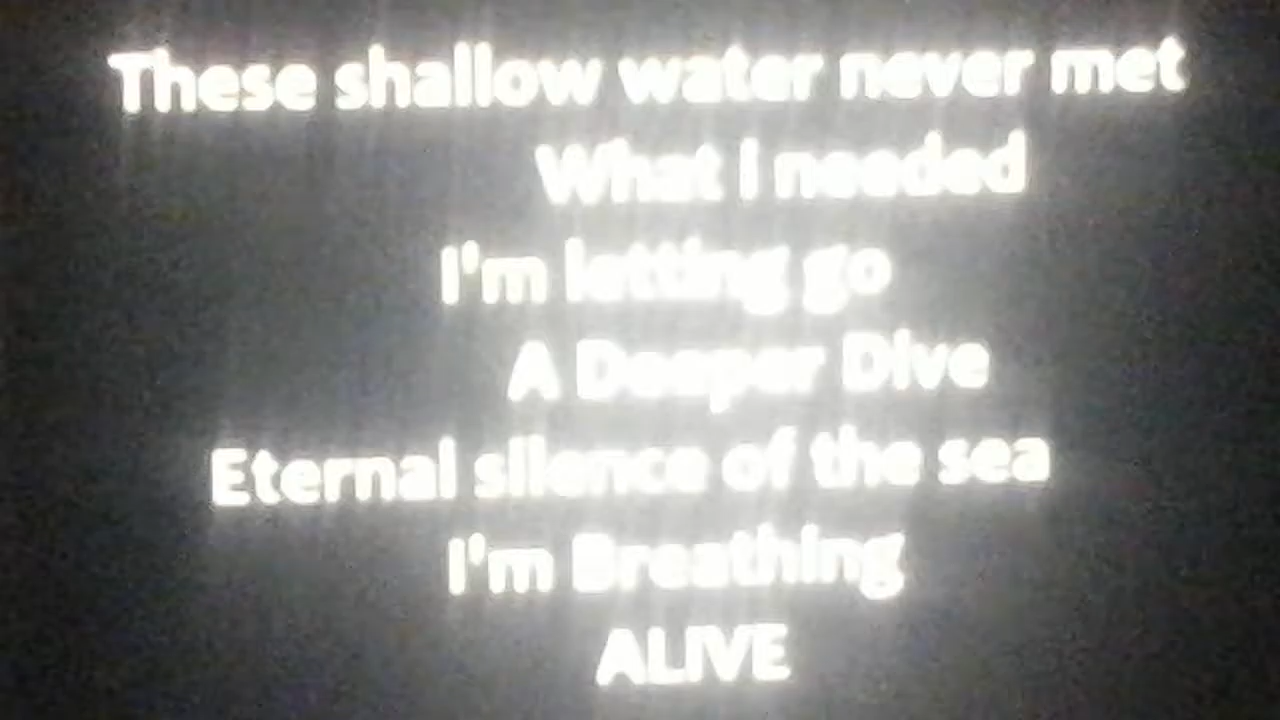 These shallow water never met
What I needed
I'm letting go
A Deeper Dive
Eternal silence of the sea
I'm Breathing
ALIVE